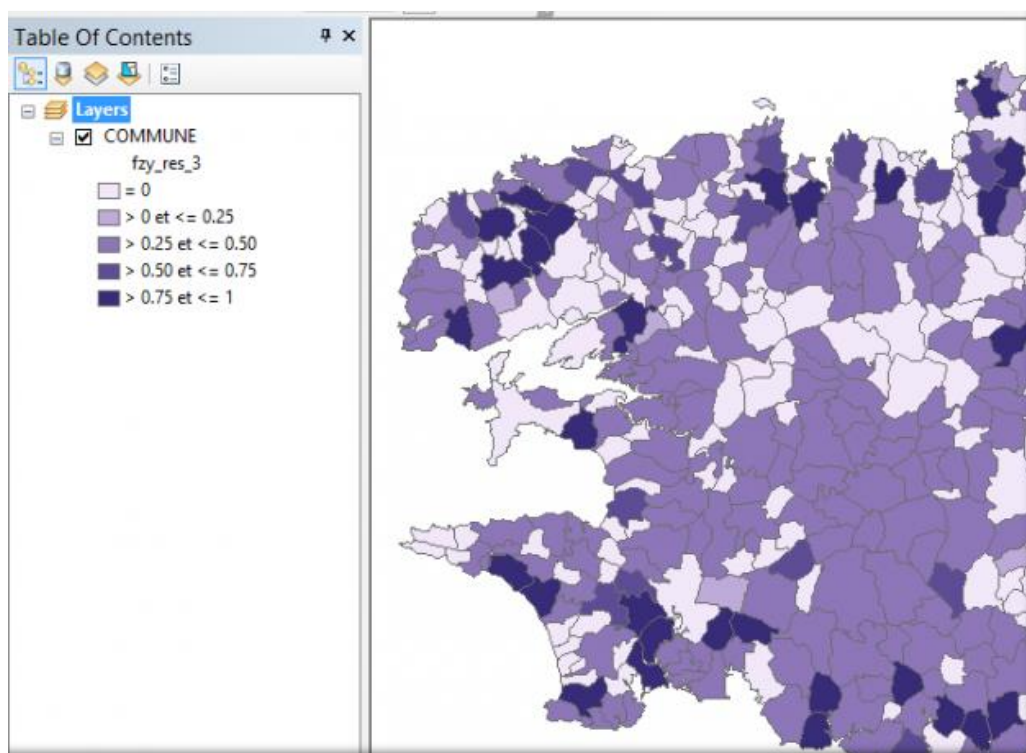 Table Of Contents
Layers
COMMUNE
fzy_res_3
= 0
> 0 et <= 0.25
> 0.25 et <= 0.50
> 0.50 et <= 0.75
> 0.75 et <= 1